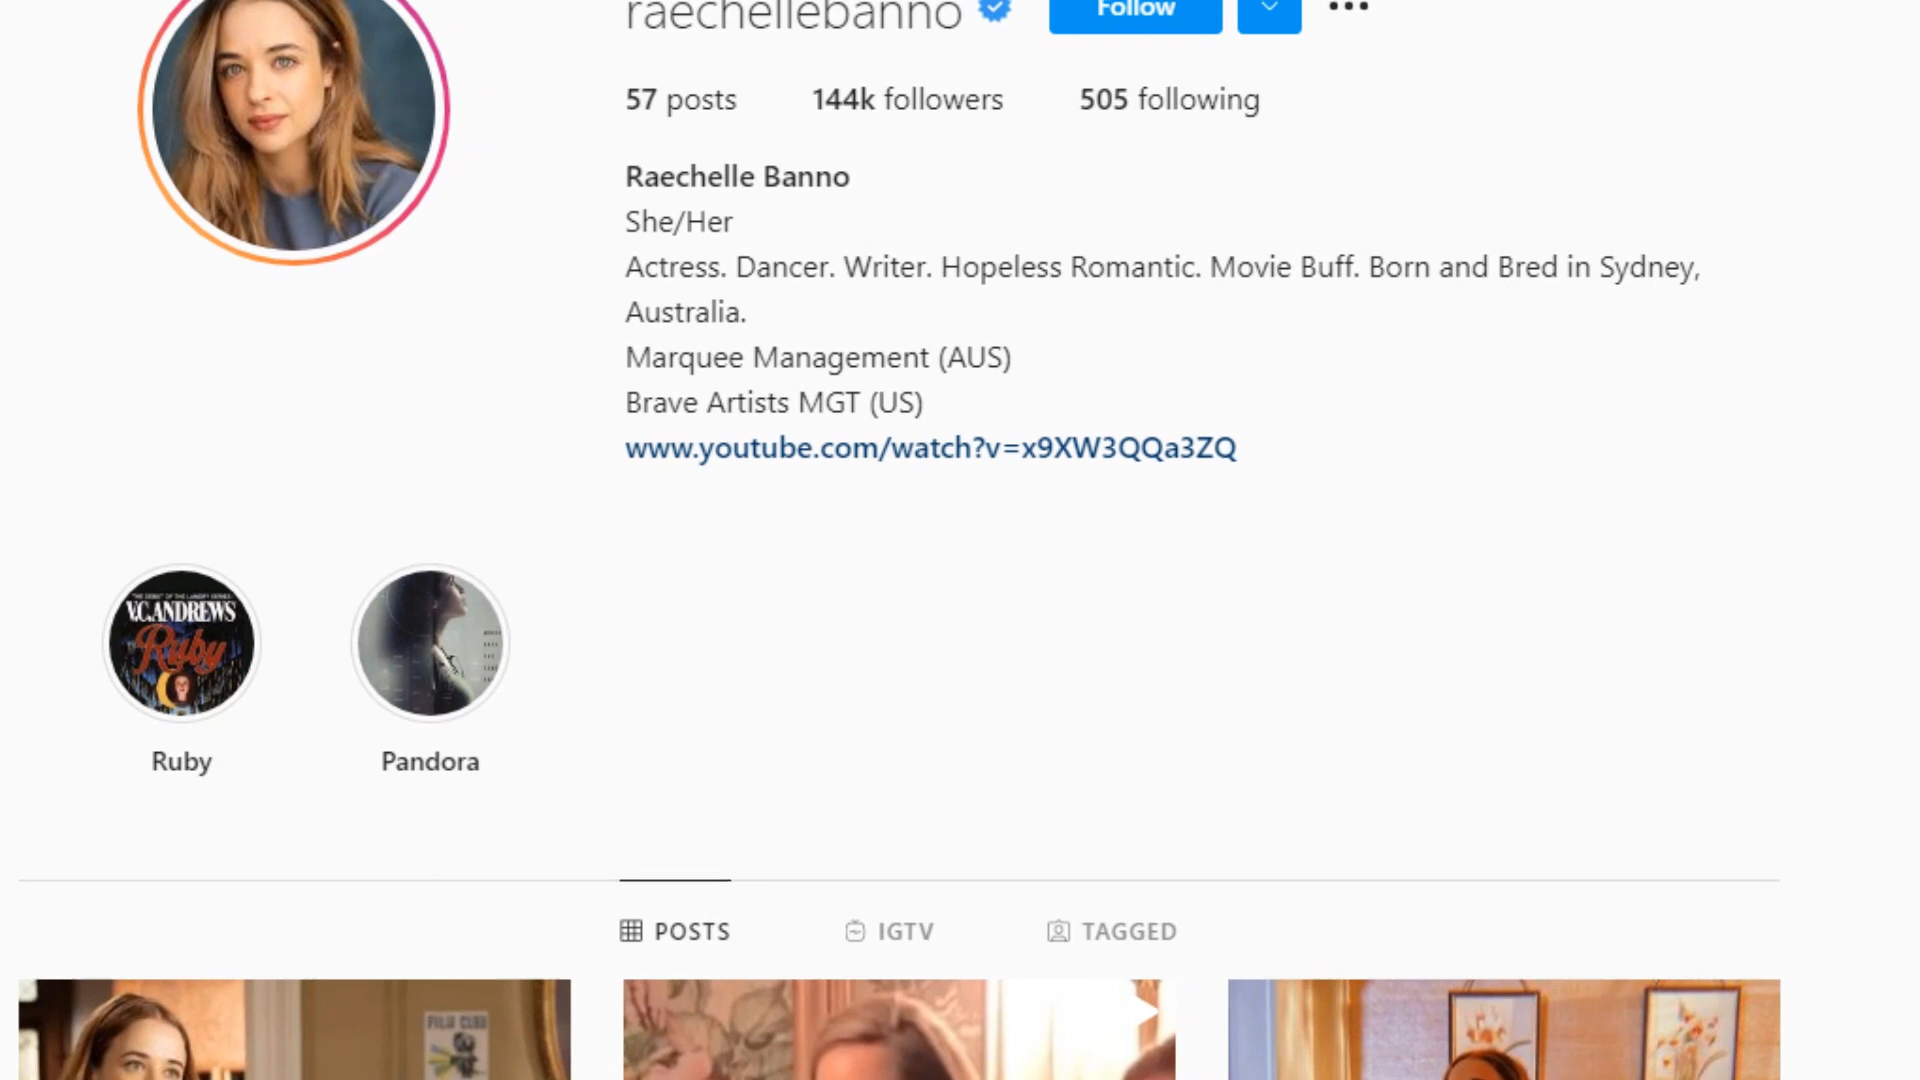 raechellebanno
Follow
57 posts 144k followers 505 following
Raechelle Banno
She/Her
Actress. Dancer. Writer. Hopeless Romantic. Movie Buff. Born and Bred in Sydney,
Australia.
Marquee Management (AUS)
Brave Artists MGT (US)
www.youtube.com/watch?v=x9XW3QQa3ZQ
V.C. ANDREWS
Ruby
Ruby
Pandora
POSTS IGTV TAGGED
FILM CLUB